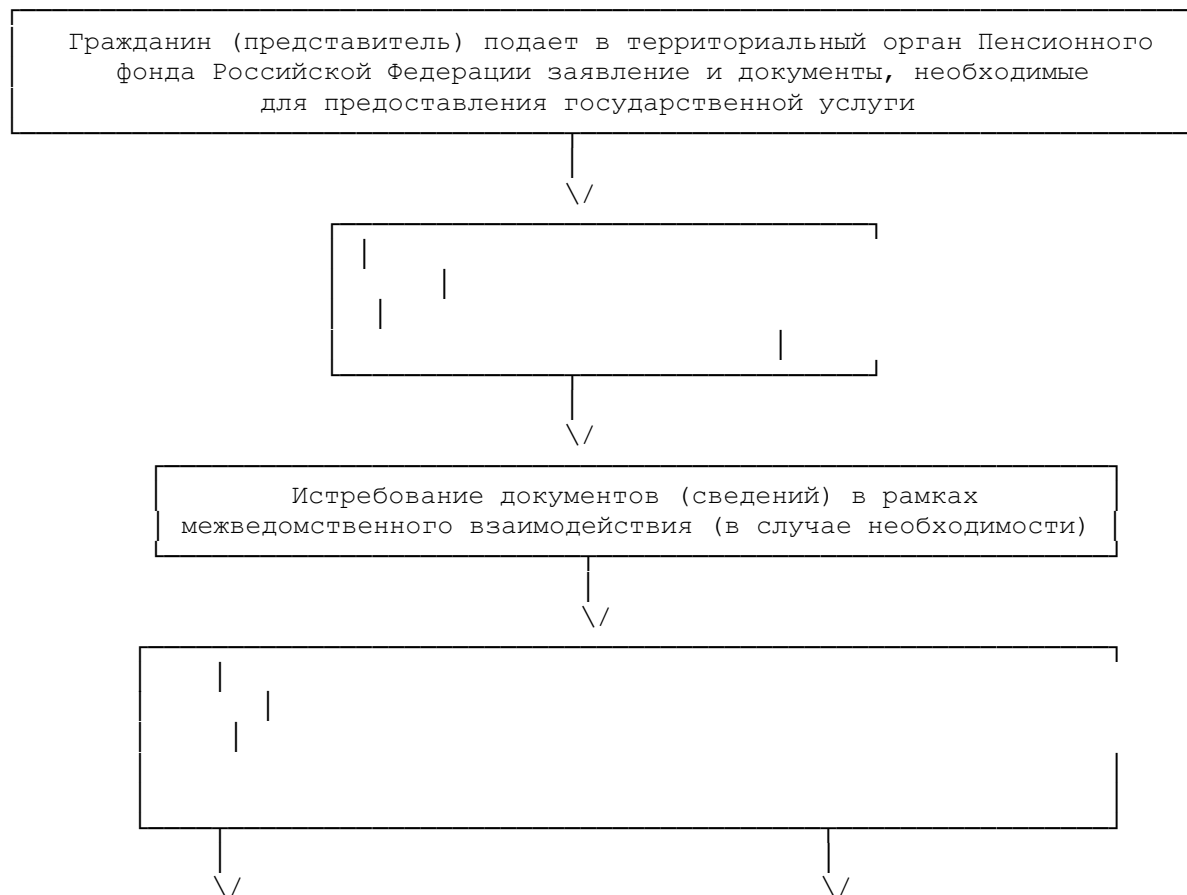 Гражданин (представитель) подает в территориальный орган Пенсионного
фонда Российской Федерации заявление и документы, необходимые
для предоставления государственной услуги
Истребование документов (сведений) в рамках
межведомственного взаимодействия (в случае необходимости)